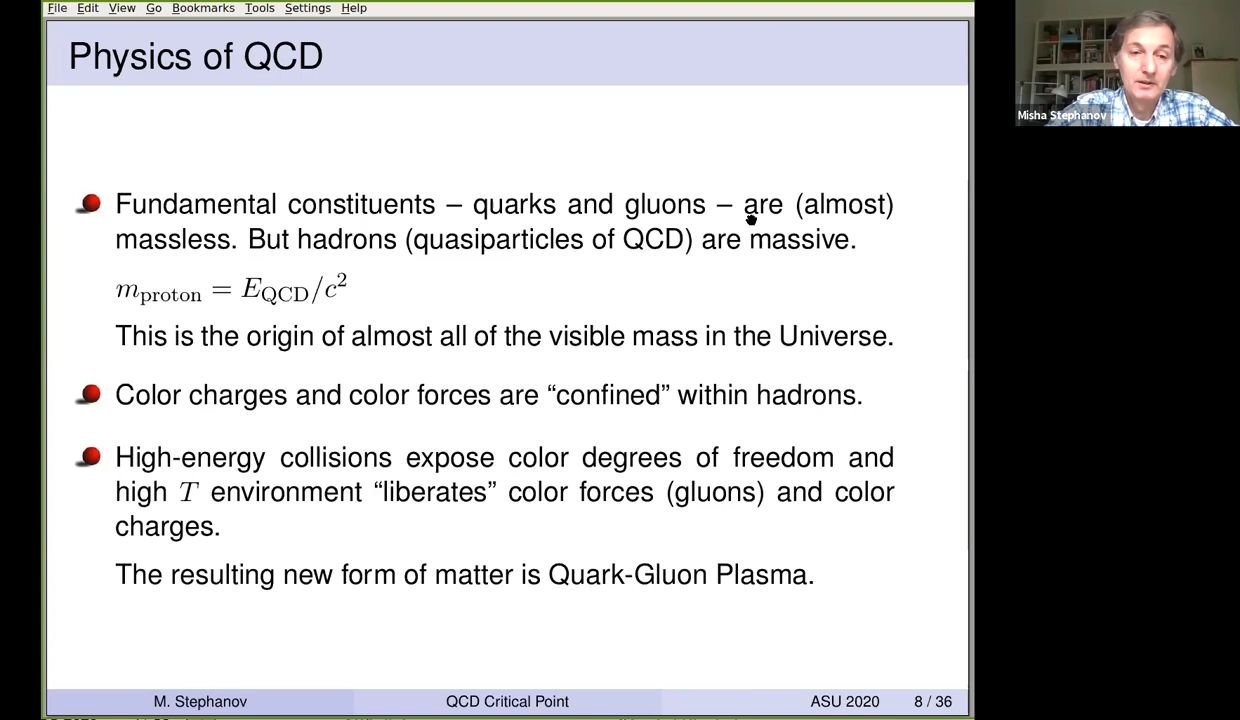 File Edit View Go Bookmarks Tools Settings Help
Physics of QCD
Misha Stephanov
Fundamental constituents – quarks and gluons – are (almost)
massless. But hadrons (quasiparticles of QCD) are massive.
m_proton = E_QCD/c²
This is the origin of almost all of the visible mass in the Universe.
Color charges and color forces are “confined” within hadrons.
High-energy collisions expose color degrees of freedom and
high T environment “liberates” color forces (gluons) and color
charges.
The resulting new form of matter is Quark-Gluon Plasma.
M. Stephanov QCD Critical Point ASU 2020 8 / 36